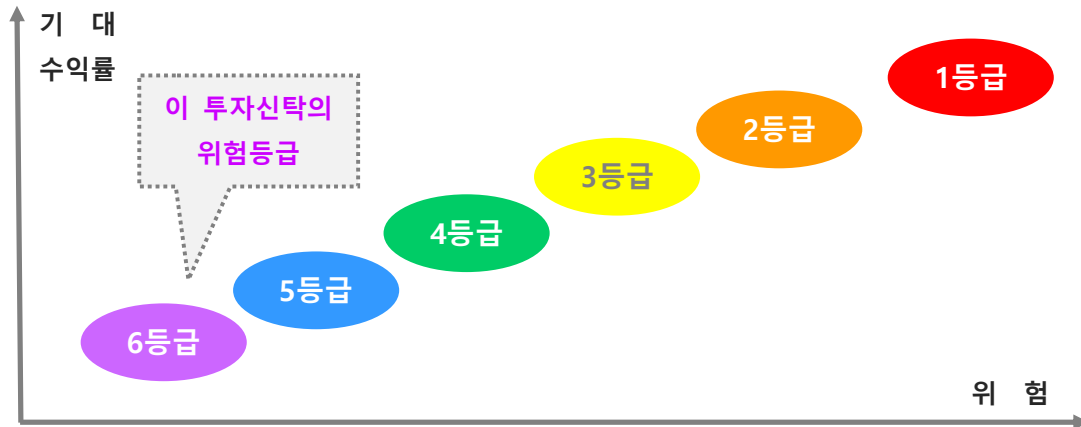 기 대
수익률
이 투자신탁의
위험등급
1등급
2등급
3등급
4등급
5등급
6등급
위 험